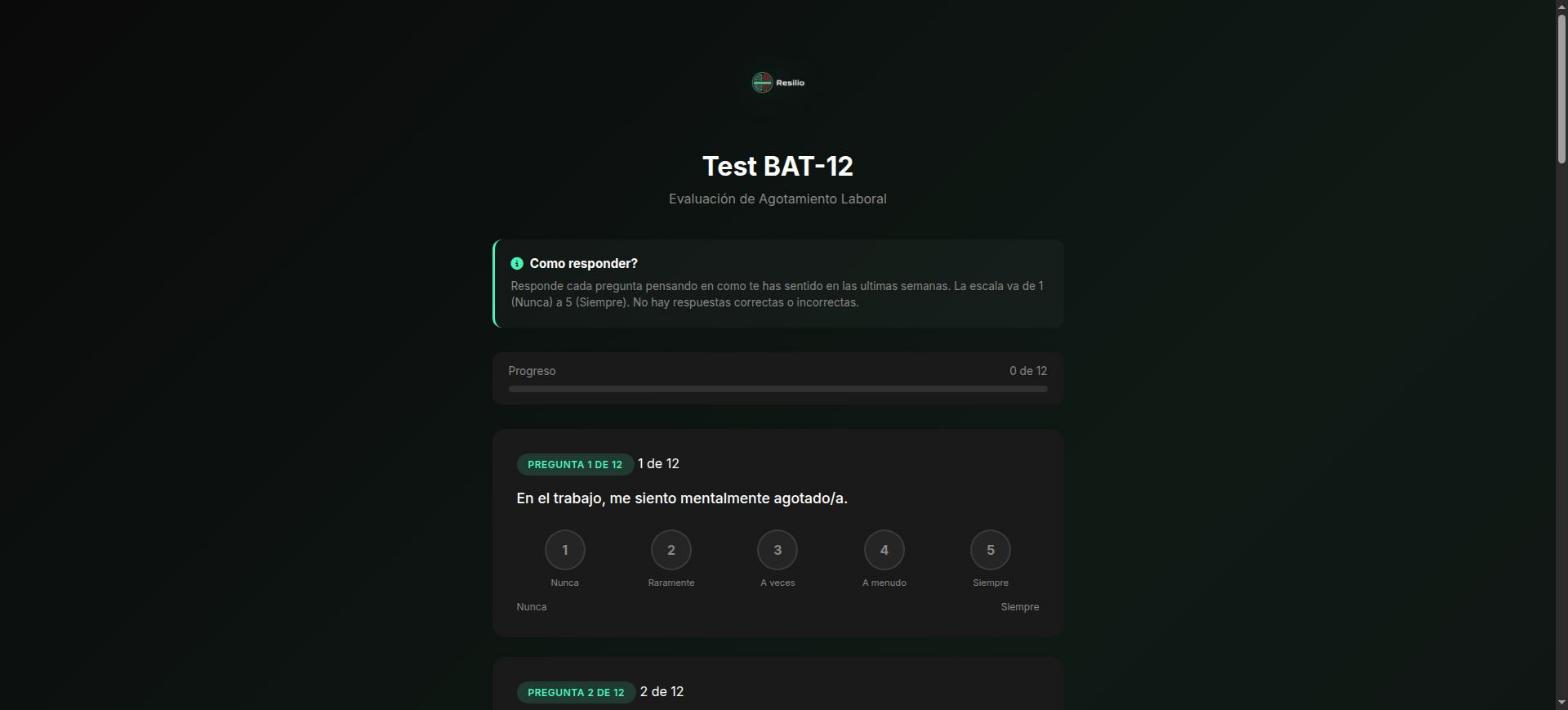 Resilio
Test BAT-12
Evaluación de Agotamiento Laboral
Como responder?
Responde cada pregunta pensando en como te has sentido en las ultimas semanas. La escala va de 1
(Nunca) a 5 (Siempre). No hay respuestas correctas o incorrectas.
Progreso 0 de 12
PREGUNTA 1 DE 12 1 de 12
En el trabajo, me siento mentalmente agotado/a.
1 2 3 4 5
Nunca Raramente A veces A menudo Siempre
Nunca Siempre
PREGUNTA 2 DE 12 2 de 12